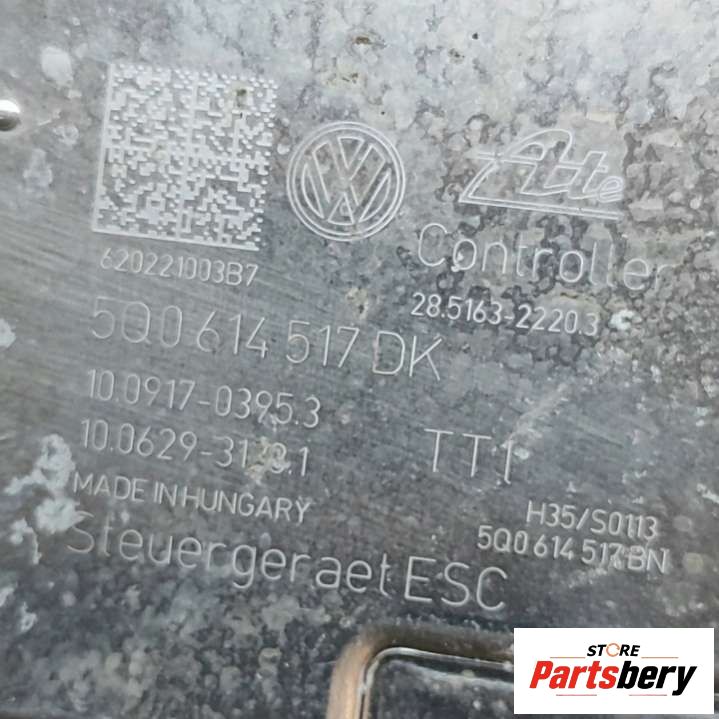 Ate
620221003B7
Controller
28.5163-2220.3
5Q0 614 517 DK
10.0917-0395.3
TT1
MADE IN HUNGARY
H35/S0113
5Q0 614 517 BN
Steuergeraet ESC
STORE
Partsbery